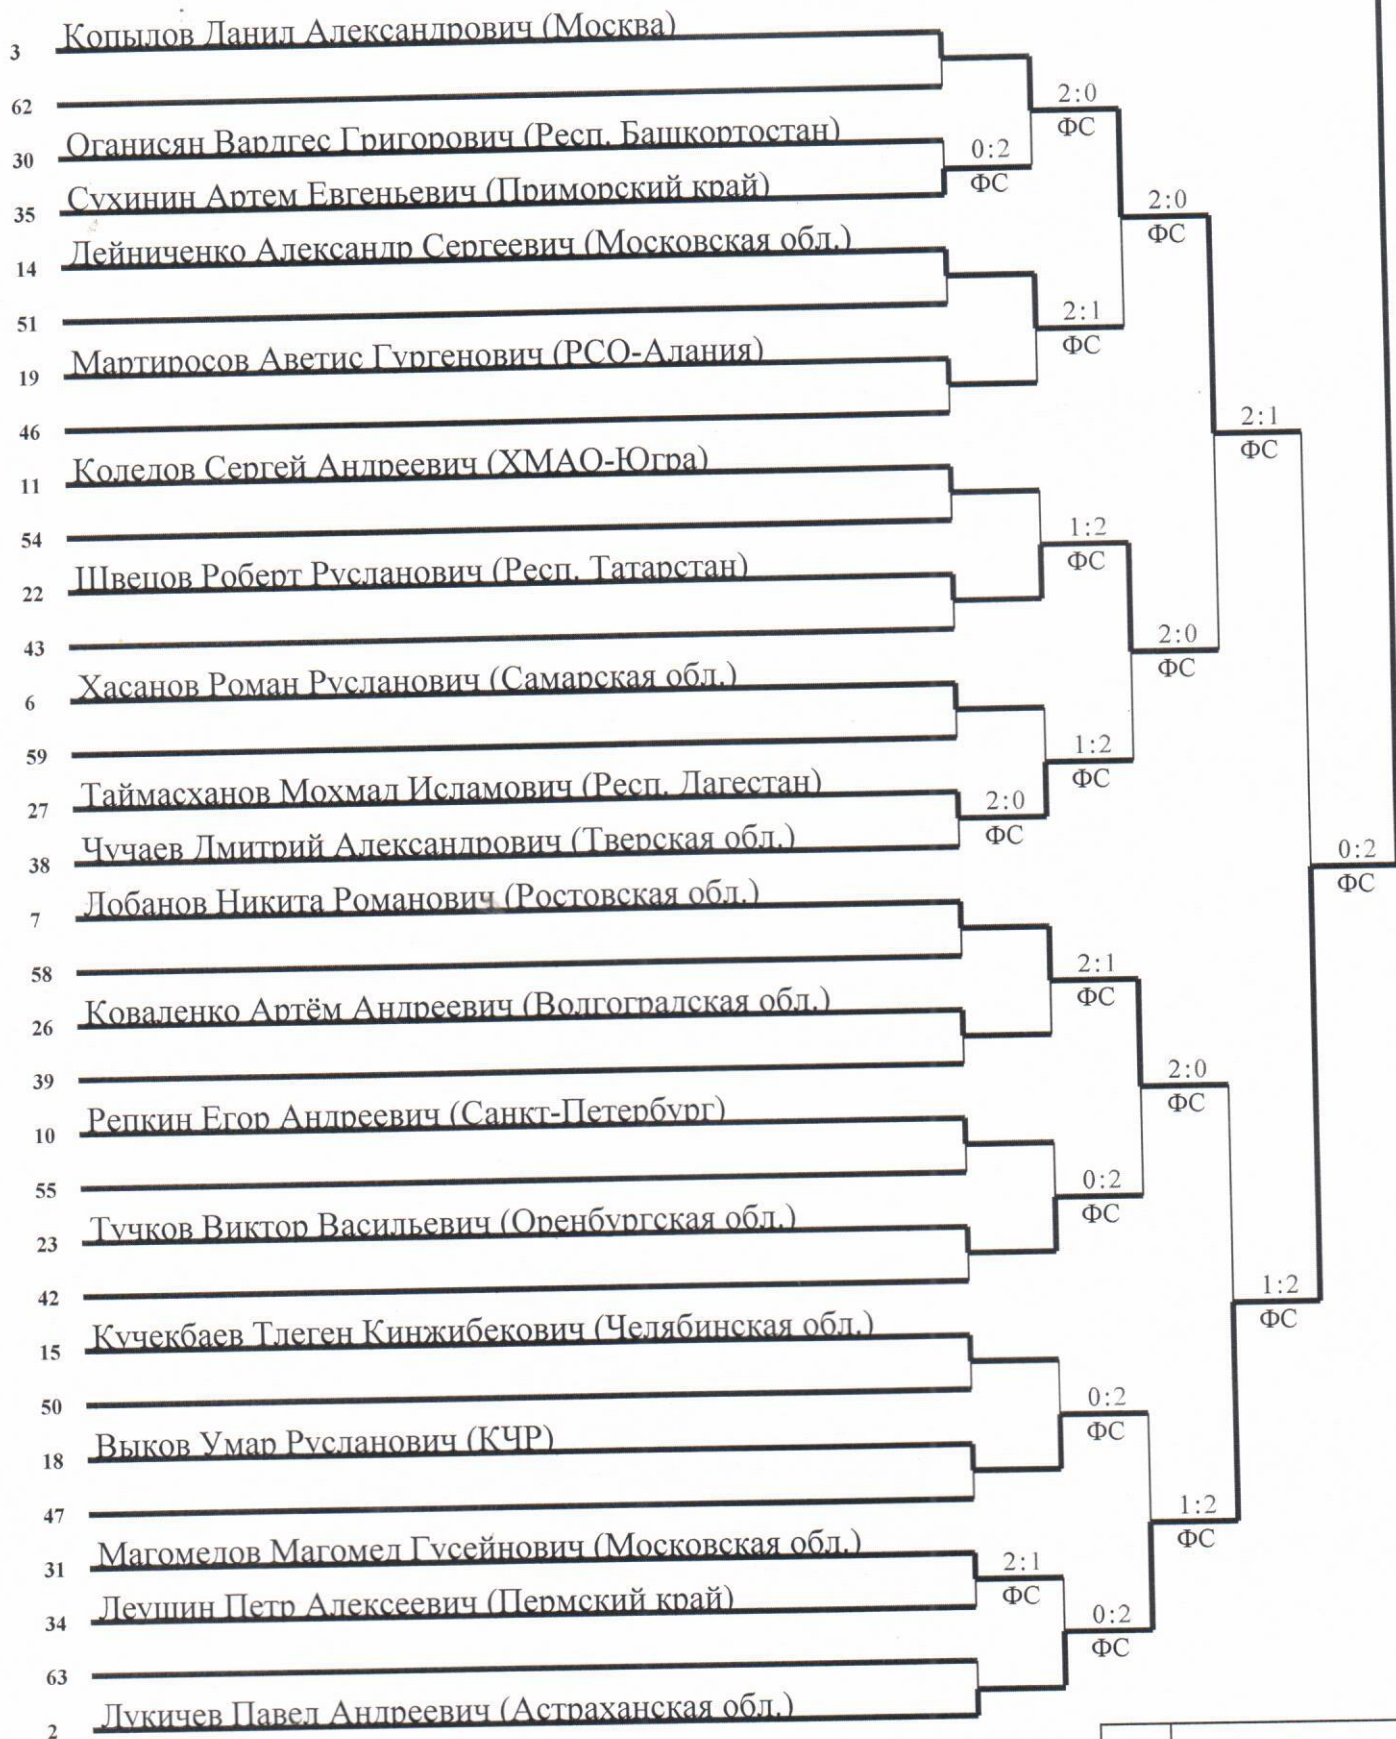 3 Копылов Данил Александрович (Москва)
62
2:0
ФС
30 Оганисян Вардгес Григорович (Респ. Башкортостан)
0:2
ФС
35 Сухинин Артем Евгеньевич (Приморский край)
2:0
ФС
14 Дейниченко Александр Сергеевич (Московская обл.)
51
2:1
ФС
19 Мартиросов Аветис Гургенович (РСО-Алания)
46
2:1
ФС
11 Коледов Сергей Андреевич (ХМАО-Югра)
54
1:2
ФС
22 Швецов Роберт Русланович (Респ. Татарстан)
43
2:0
ФС
6 Хасанов Роман Русланович (Самарская обл.)
59
1:2
ФС
27 Таймасханов Мохмад Исламович (Респ. Дагестан)
2:0
ФС
38 Чучаев Дмитрий Александрович (Тверская обл.)
0:2
ФС
7 Лобанов Никита Романович (Ростовская обл.)
58
2:1
ФС
26 Коваленко Артём Андреевич (Волгоградская обл.)
39
2:0
ФС
10 Репкин Егор Андреевич (Санкт-Петербург)
55
0:2
ФС
23 Тучков Виктор Васильевич (Оренбургская обл.)
42
1:2
ФС
15 Кучекбаев Тлеген Кинжибекович (Челябинская обл.)
50
0:2
ФС
18 Выков Умар Русланович (КЧР)
47
1:2
ФС
31 Магомедов Магомед Гусейнович (Московская обл.)
2:1
ФС
34 Леушин Петр Алексеевич (Пермский край)
0:2
ФС
63
2 Лукичев Павел Андреевич (Астраханская обл.)